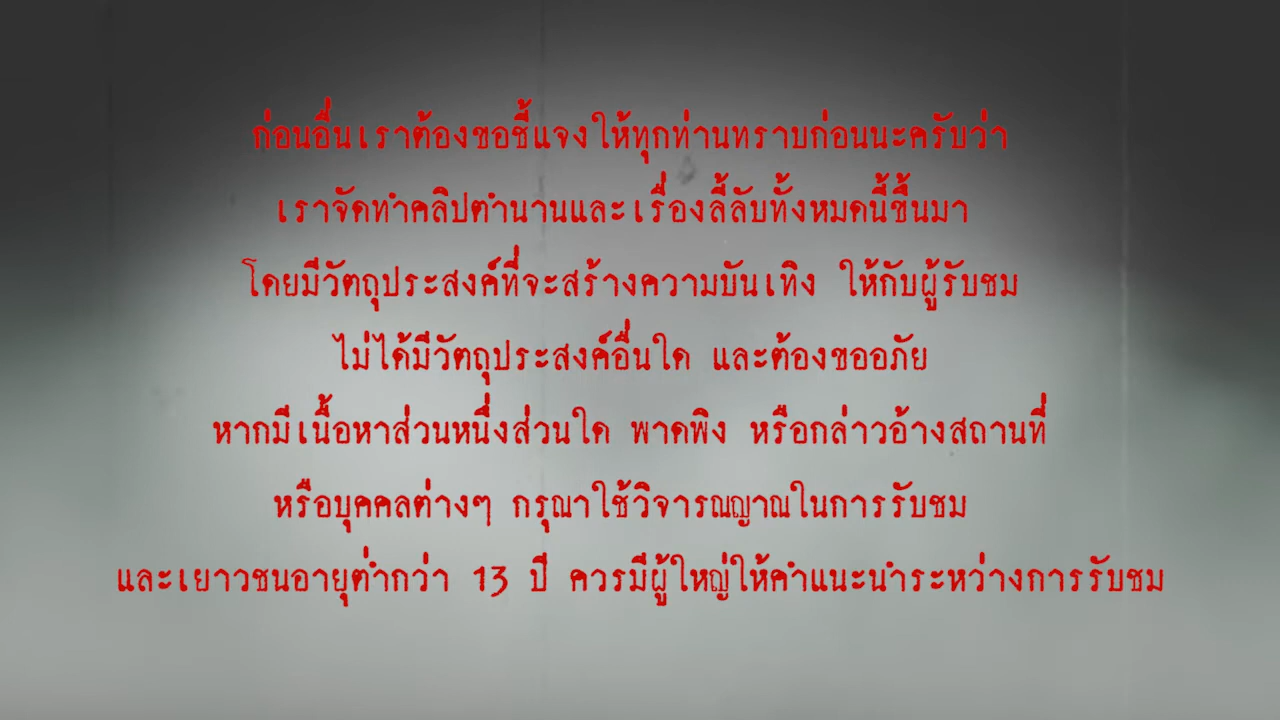 ก่อนอื่นเราต้องขอชี้แจงให้ทุกท่านทราบก่อนนะครับว่า
เราจัดทำคลิปตำนานและเรื่องลี้ลับทั้งหมดนี้ขึ้นมา
โดยมีวัตถุประสงค์ที่จะสร้างความบันเทิง ให้กับผู้รับชม
ไม่ได้มีวัตถุประสงค์อื่นใด และต้องขออภัย
หากมีเนื้อหาส่วนหนึ่งส่วนใด พาดพิง หรือกล่าวอ้างสถานที่
หรือบุคคลต่างๆ กรุณาใช้วิจารณญาณในการรับชม
และเยาวชนอายุต่ำกว่า 13 ปี ควรมีผู้ใหญ่ให้คำแนะนำระหว่างการรับชม